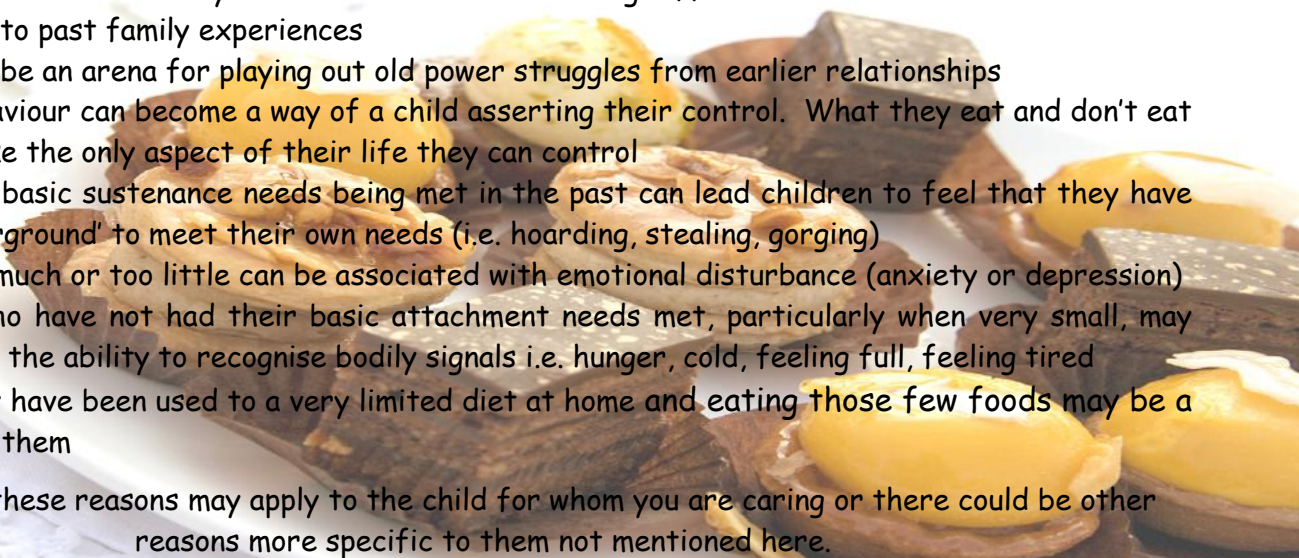 to past family experiences
be an arena for playing out old power struggles from earlier relationships
can become a way of a child asserting their control. What they eat and don't eat
the only aspect of their life they can control
basic sustenance needs being met in the past can lead children to feel that they have
to meet their own needs (i.e. hoarding, stealing, gorging)
much or too little can be associated with emotional disturbance (anxiety or depression)
have not had their basic attachment needs met, particularly when very small, may
the ability to recognise bodily signals i.e. hunger, cold, feeling full, feeling tired
have been used to a very limited diet at home and eating those few foods may be a
them
these reasons may apply to the child for whom you are caring or there could be other
reasons more specific to them not mentioned here.